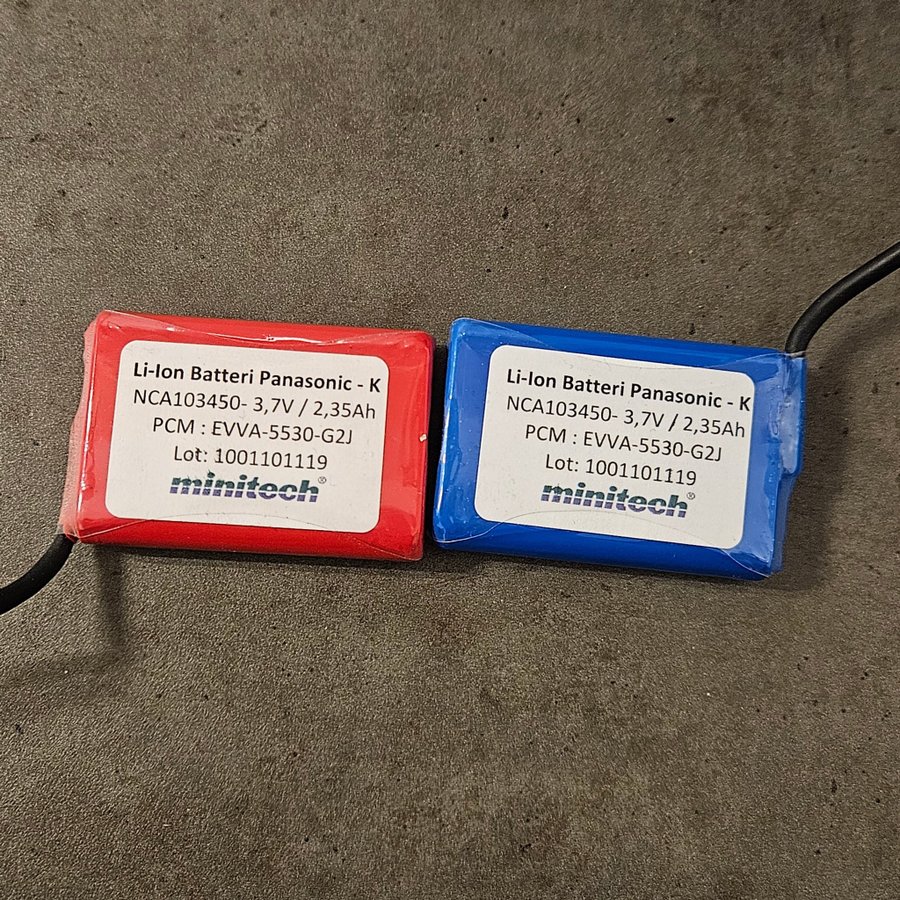 Li-Ion Batteri Panasonic - K
NCA103450- 3,7V / 2,35Ah
PCM : EVVA-5530-G2J
Lot: 1001101119
minitech®
Li-Ion Batteri Panasonic - K
NCA103450- 3,7V / 2,35Ah
PCM : EVVA-5530-G2J
Lot: 1001101119
minitech®